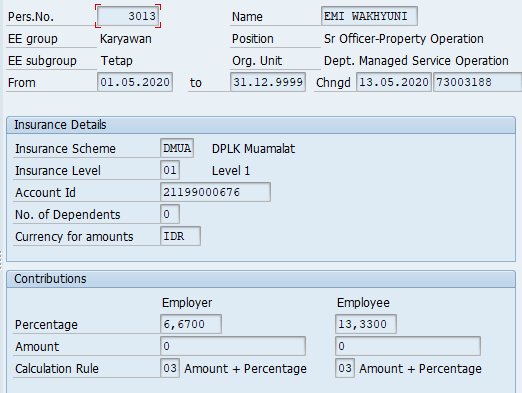 Pers.No. 3013 Name EMI WAKHYUNI
EE group Karyawan Position Sr Officer-Property Operation
EE subgroup Tetap Org. Unit Dept. Managed Service Operation
From 01.05.2020 to 31.12.9999 Chngd 13.05.2020 73003188
Insurance Details
Insurance Scheme DMUA DPLK Muamalat
Insurance Level 01 Level 1
Account Id 21199000676
No. of Dependents 0
Currency for amounts IDR
Contributions
Employer Employee
Percentage 6,6700 13,3300
Amount 0 0
Calculation Rule 03 Amount + Percentage 03 Amount + Percentage